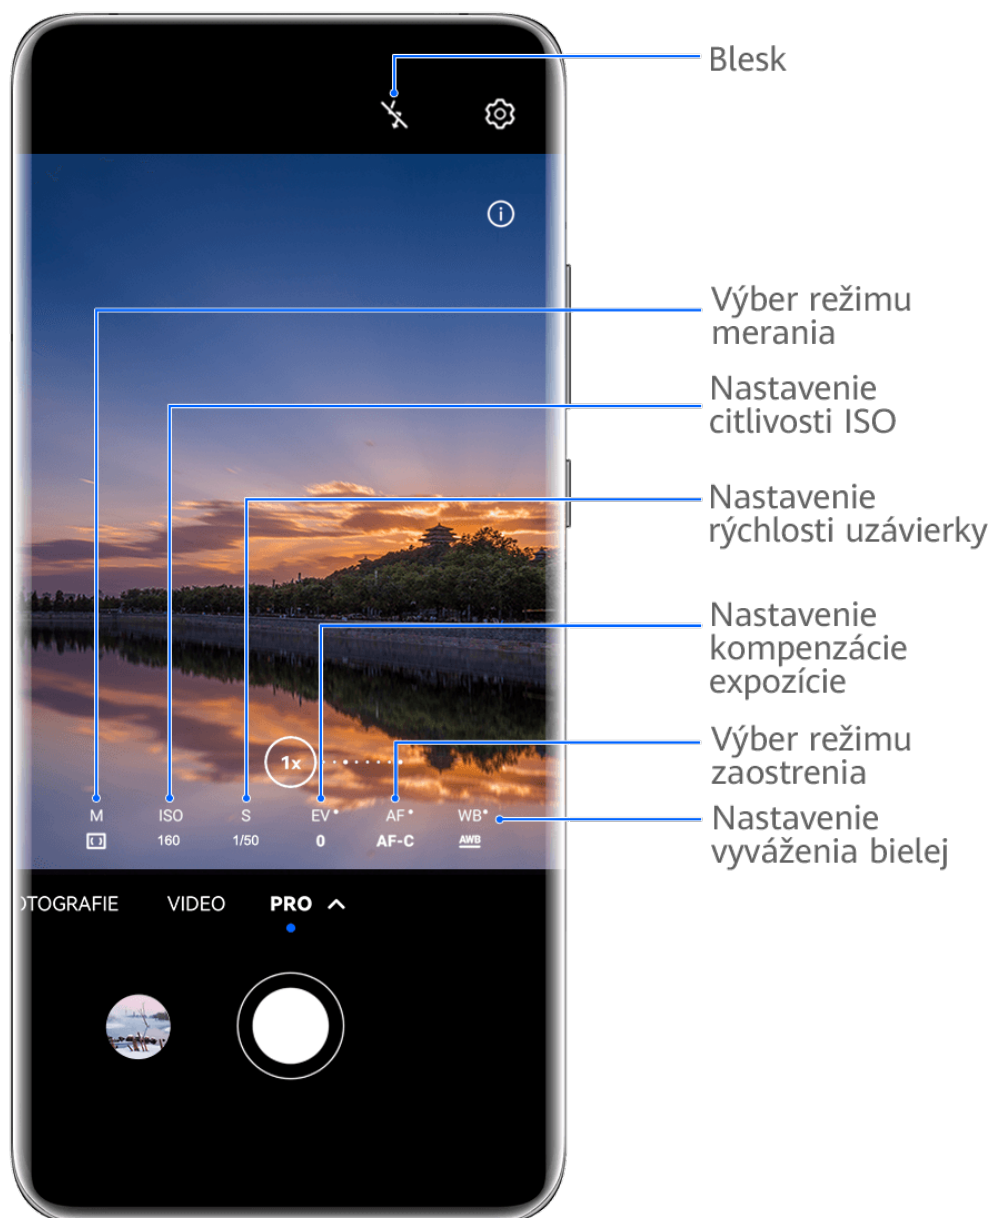 Blesk
Výber režimu
merania
Nastavenie
citlivosti ISO
Nastavenie
rýchlosti uzávierky
Nastavenie
kompenzácie
expozície
Výber režimu
zaostrenia
Nastavenie
vyváženia bielej
1x
M ISO S EV AF WB
160 1/50 0 AF-C AWB
OTOGRAFIE VIDEO PRO